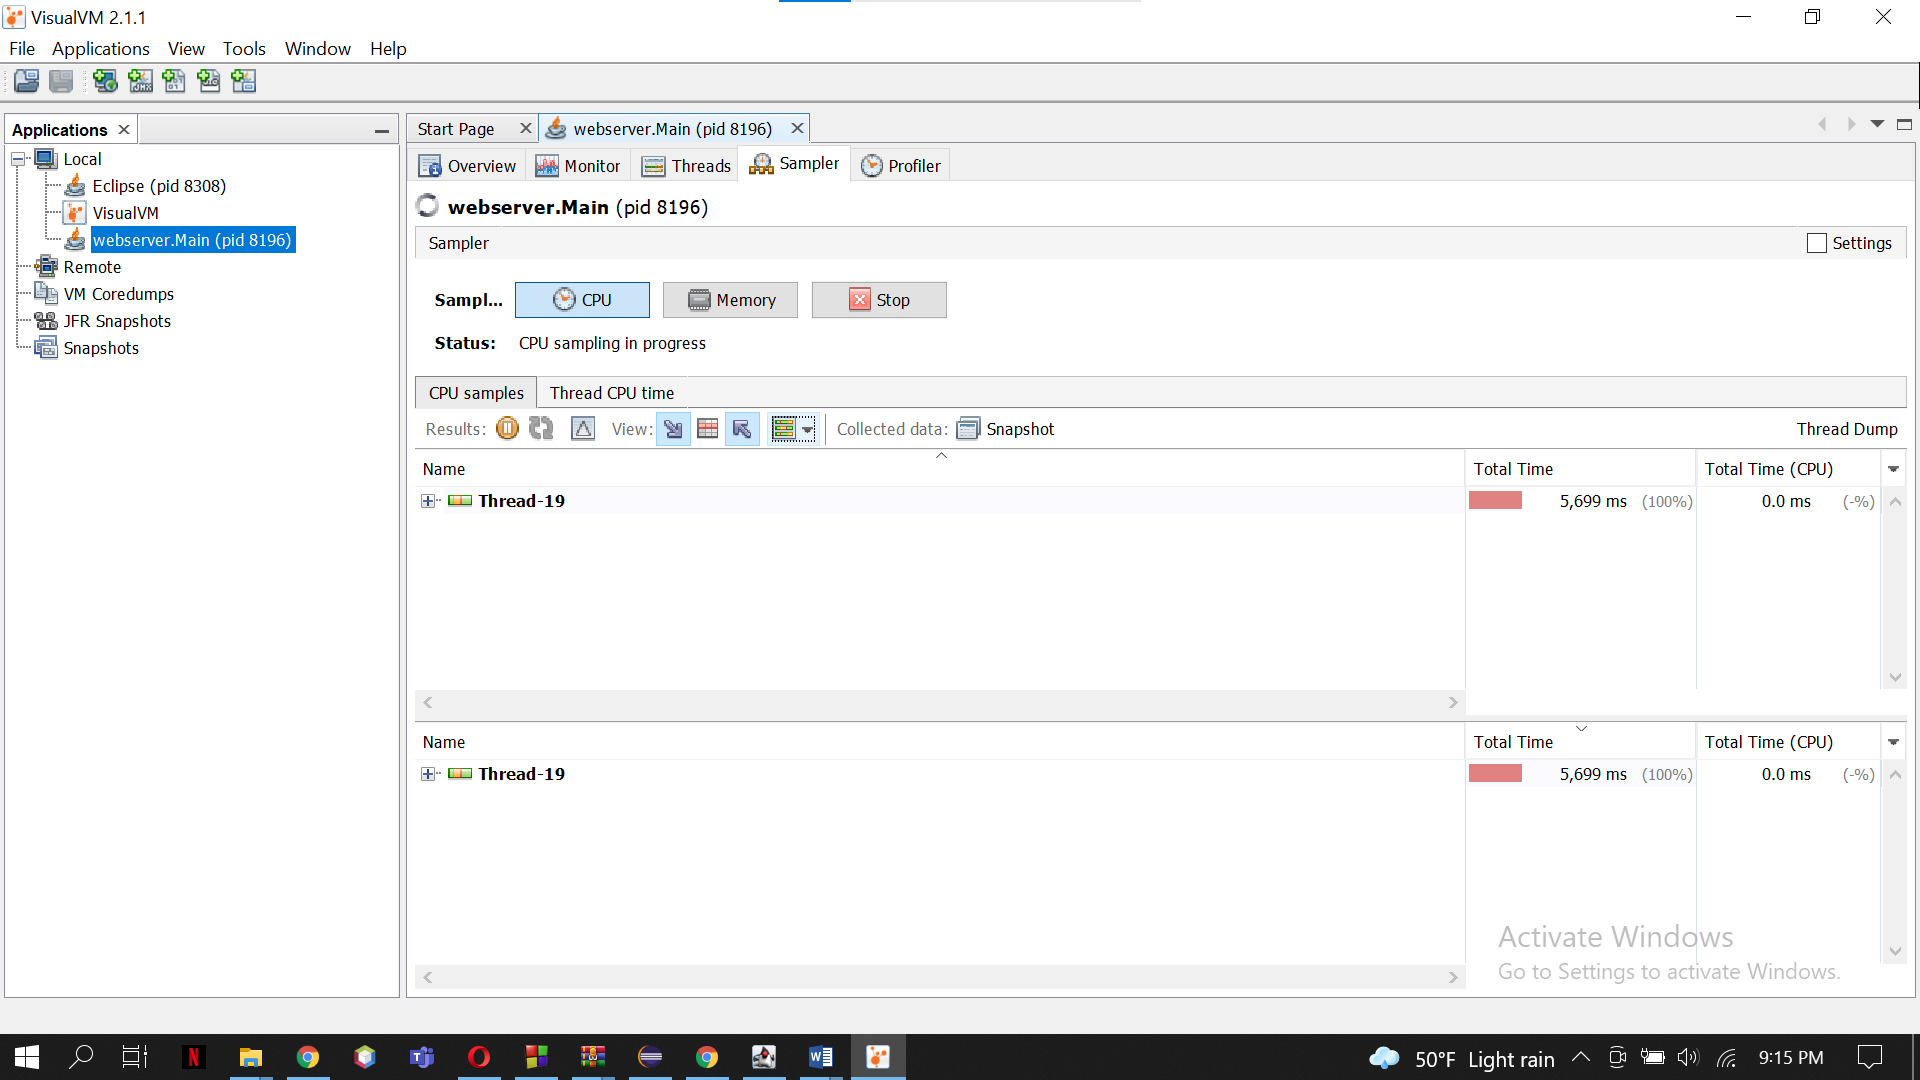 VisualVM 2.1.1
File Applications View Tools Window Help
Applications
Local
Eclipse (pid 8308)
VisualVM
webserver.Main (pid 8196)
Remote
VM Coredumps
JFR Snapshots
Snapshots
Start Page webserver.Main (pid 8196)
Overview Monitor Threads Sampler Profiler
webserver.Main (pid 8196)
Sampler Settings
Sampl... CPU Memory Stop
Status: CPU sampling in progress
CPU samples Thread CPU time
Results: View: Collected data: Snapshot Thread Dump
Name Total Time Total Time (CPU)
Thread-19 5,699 ms (100%) 0.0 ms (-%)
Name Total Time Total Time (CPU)
Thread-19 5,699 ms (100%) 0.0 ms (-%)
Activate Windows
Go to Settings to activate Windows.
50°F Light rain 9:15 PM